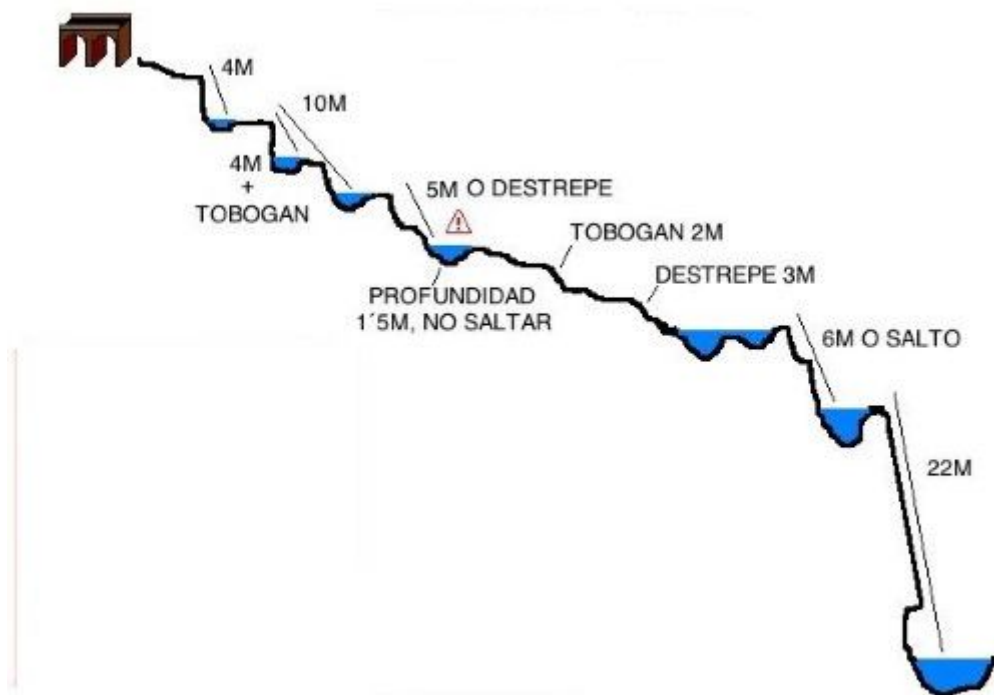 4M
10M
4M
+
TOBOGAN
5M O DESTREPE
PROFUNDIDAD
1´5M, NO SALTAR
TOBOGAN 2M
DESTREPE 3M
6M O SALTO
22M